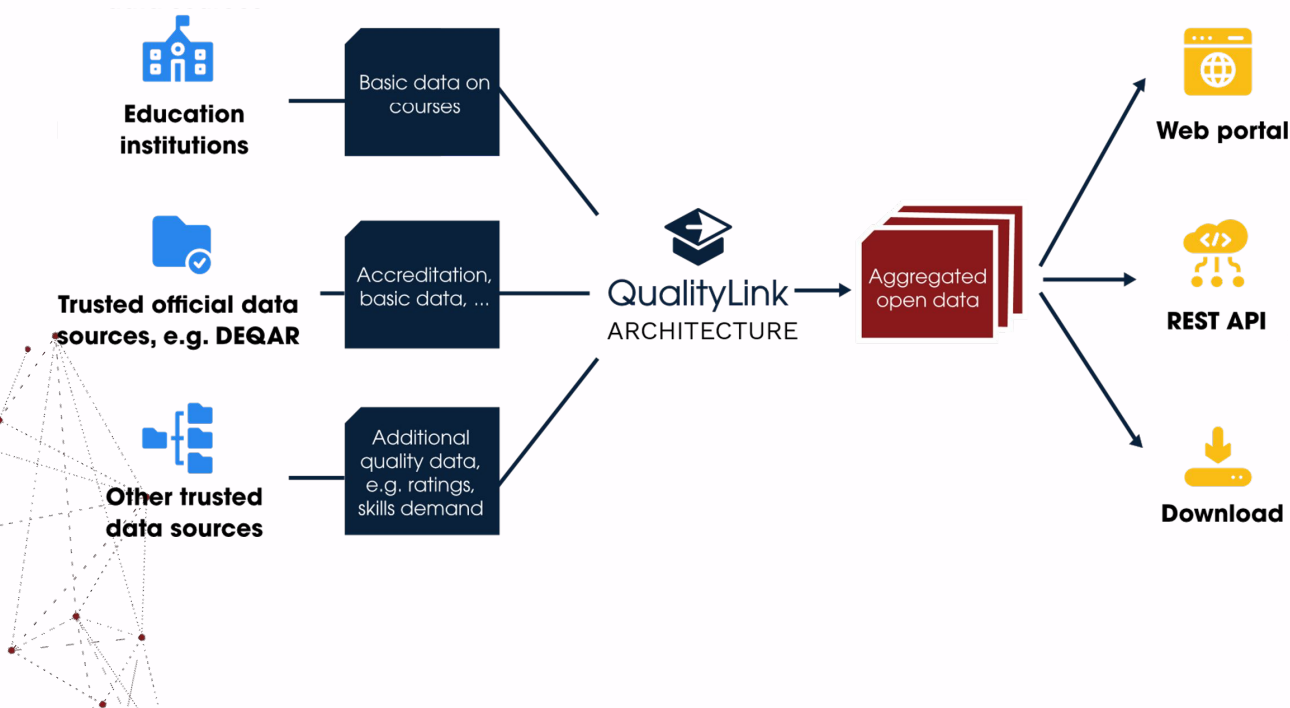 Education
institutions
Basic data on
courses
Trusted official data
sources, e.g. DEQAR
Accreditation,
basic data, ...
Other trusted
data sources
Additional
quality data,
e.g. ratings,
skills demand
QualityLink
ARCHITECTURE
Aggregated
open data
Web portal
</>
REST API
Download